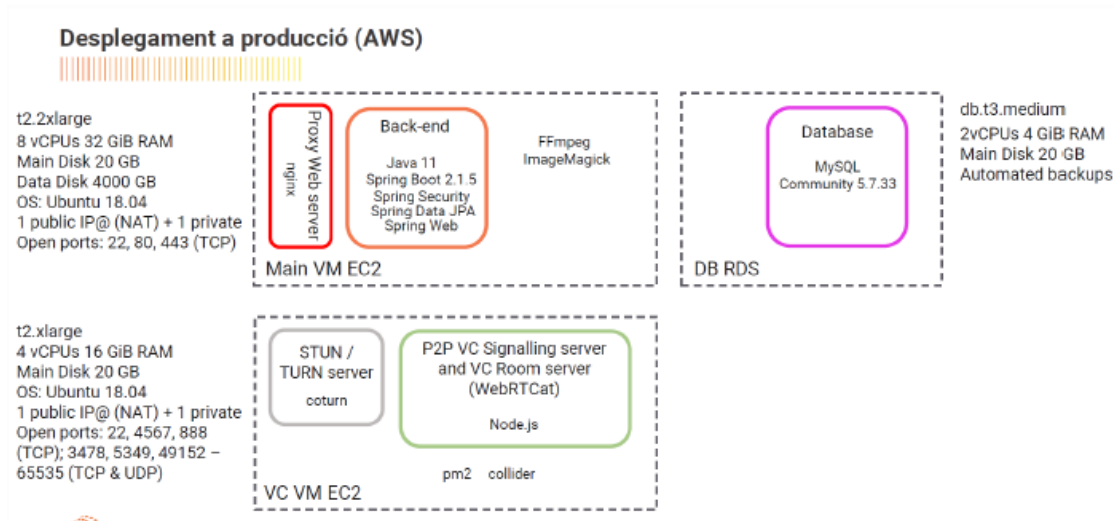 Desplegament a producció (AWS)
t2.2xlarge
8 vCPUs 32 GiB RAM
Main Disk 20 GB
Data Disk 4000 GB
OS: Ubuntu 18.04
1 public IP@ (NAT) + 1 private
Open ports: 22, 80, 443 (TCP)
Proxy Web server
nginx
Back-end
Java 11
Spring Boot 2.1.5
Spring Security
Spring Data JPA
Spring Web
FFmpeg
ImageMagick
Main VM EC2
Database
MySQL
Community 5.7.33
DB RDS
db.t3.medium
2vCPUs 4 GiB RAM
Main Disk 20 GB
Automated backups
t2.xlarge
4 vCPUs 16 GiB RAM
Main Disk 20 GB
OS: Ubuntu 18.04
1 public IP@ (NAT) + 1 private
Open ports: 22, 4567, 888
(TCP); 3478, 5349, 49152 –
65535 (TCP & UDP)
STUN /
TURN server
coturn
P2P VC Signalling server
and VC Room server
(WebRTCat)
Node.js
pm2 collider
VC VM EC2